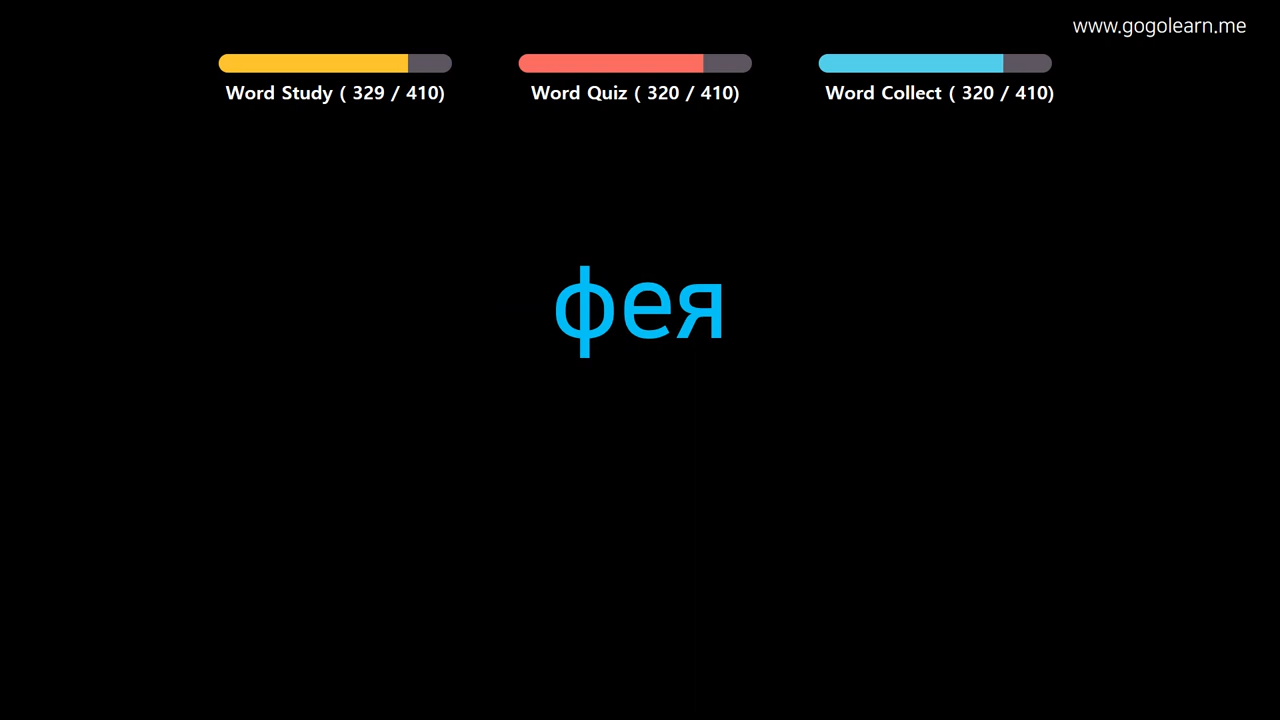 www.gogolearn.me
Word Study ( 329 / 410)
Word Quiz ( 320 / 410)
Word Collect ( 320 / 410)
фея